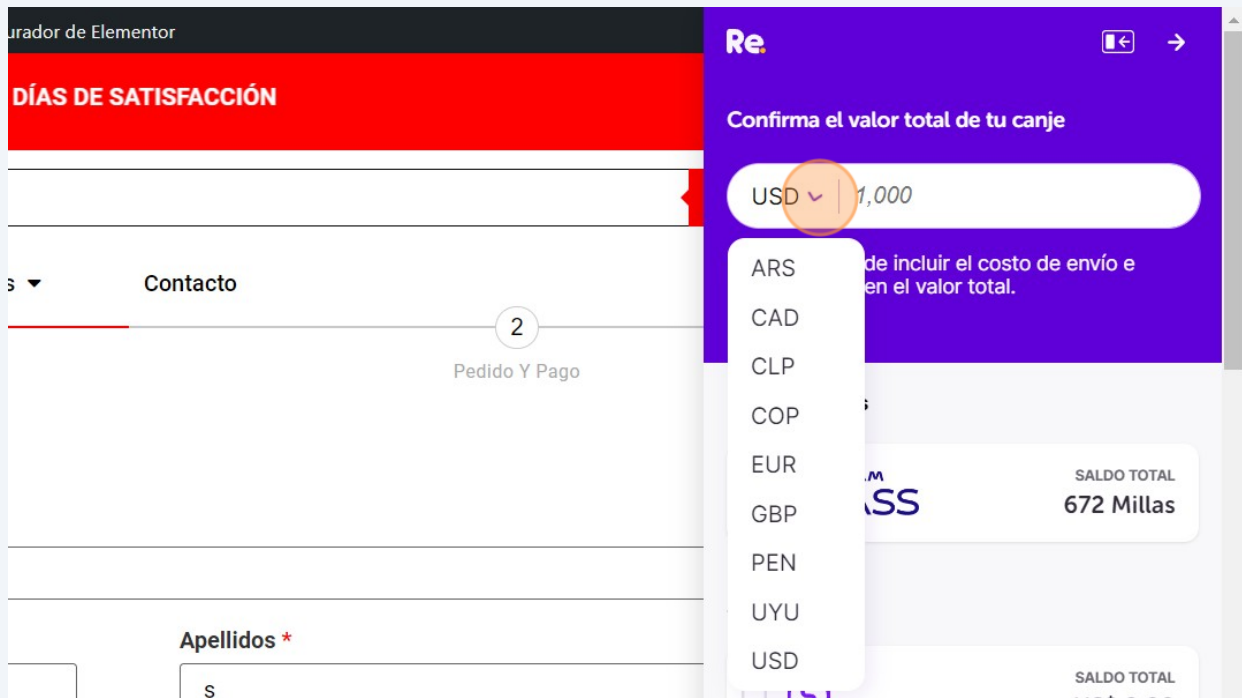 urador de Elementor
DÍAS DE SATISFACCIÓN
s
Contacto
2
Pedido Y Pago
Apellidos *
s
Re.
Confirma el valor total de tu canje
USD
1,000
de incluir el costo de envío e
en el valor total.
ARS
CAD
CLP
COP
EUR
GBP
PEN
UYU
USD
s
SALDO TOTAL
672 Millas
SALDO TOTAL